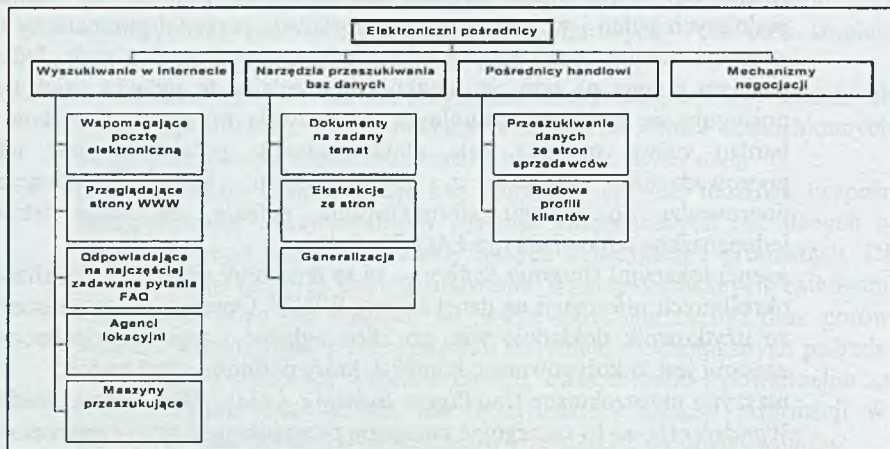 Elektroniczni pośrednicy
Wyszukiwanie w internecie
Narzędzia przeszukiwania
baz danych
Pośrednicy handlowi
Mechanizmy
negocjacji
Wspomagające
pocztę
elektroniczną
Przeglądające
strony WWW
Odpowiadające
na najczęściej
zadawane pytania
FAQ
Agenci
lokacyjni
Maszyny
przeszukujące
Dokumenty
na zadany
temat
Ekstrakcje
ze stron
Generalizacja
Przeszukiwanie
danych
ze stron
sprzedawców
Budowa
profili
klientów